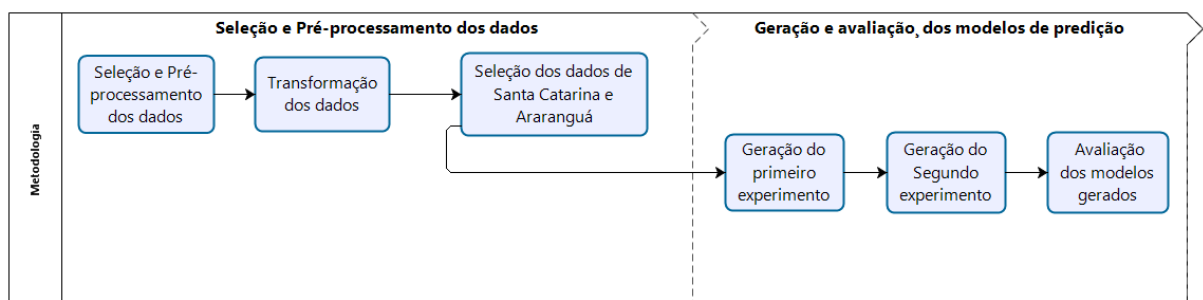 Metodologia
Seleção e Pré-processamento dos dados
Geração e avaliação, dos modelos de predição
Seleção e Pré-
processamento
dos dados
Transformação
dos dados
Seleção dos dados de
Santa Catarina e
Araranguá
Geração do
primeiro
experimento
Geração do
Segundo
experimento
Avaliação
dos modelos
gerados